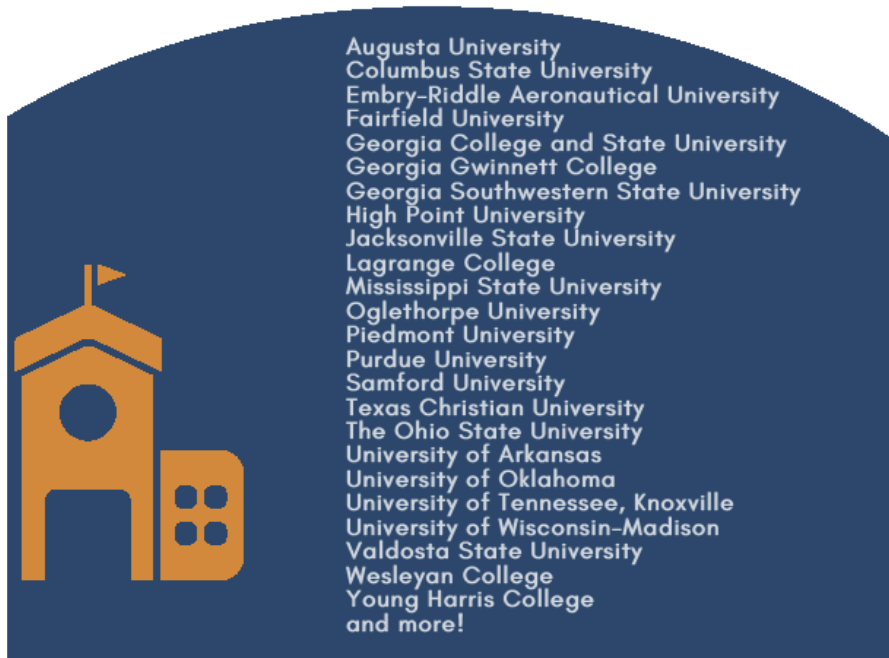 Augusta University
Columbus State University
Embry-Riddle Aeronautical University
Fairfield University
Georgia College and State University
Georgia Gwinnett College
Georgia Southwestern State University
High Point University
Jacksonville State University
Lagrange College
Mississippi State University
Oglethorpe University
Piedmont University
Purdue University
Samford University
Texas Christian University
The Ohio State University
University of Arkansas
University of Oklahoma
University of Tennessee, Knoxville
University of Wisconsin-Madison
Valdosta State University
Wesleyan College
Young Harris College
and more!